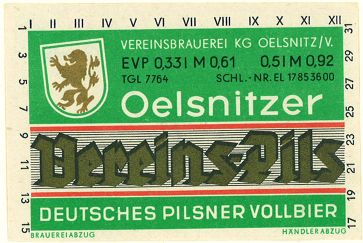 I II III IV V VI VII VIII IX X XI XII
1
3
5
7
9
11
13
15
VEREINSBRAUEREI KG OELSNITZ/V.
EVP 0,33 l M 0,61 0,5 l M 0,92
TGL 7764 SCHL.-NR. EL 17853600
Oelsnitzer
Vereins-Pils
DEUTSCHES PILSNER VOLLBIER
31
29
27
25
23
21
19
17
BRAUEREIABZUG HÄNDLERABZUG